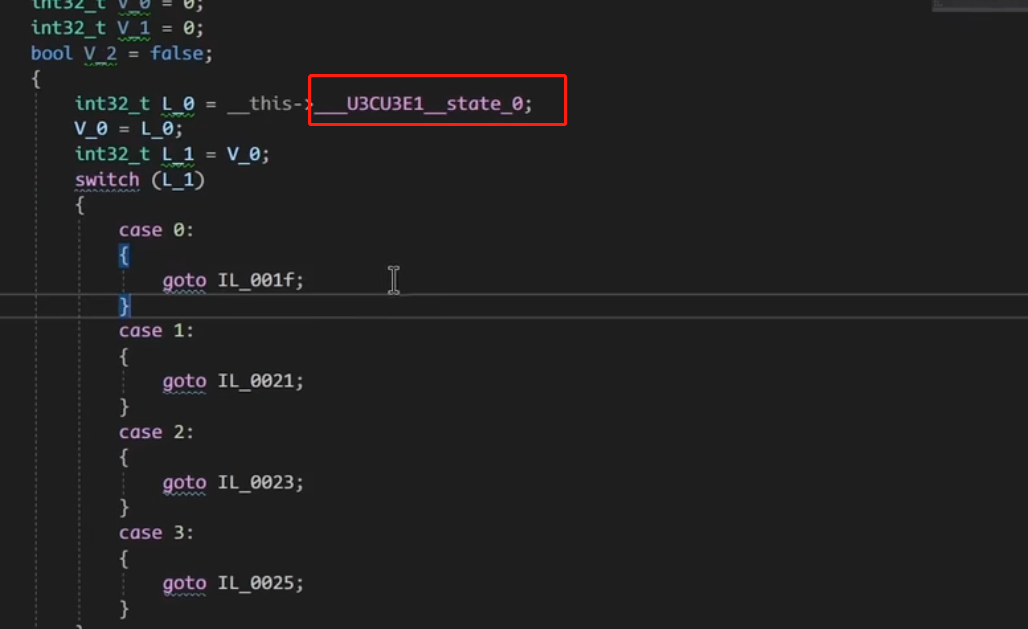 int32_t V_0 = 0;
int32_t V_1 = 0;
bool V_2 = false;
{
int32_t L_0 = __this->___U3CU3E1__state_0;
V_0 = L_0;
int32_t L_1 = V_0;
switch (L_1)
{
case 0:
{
goto IL_001f;
}
case 1:
{
goto IL_0021;
}
case 2:
{
goto IL_0023;
}
case 3:
{
goto IL_0025;
}